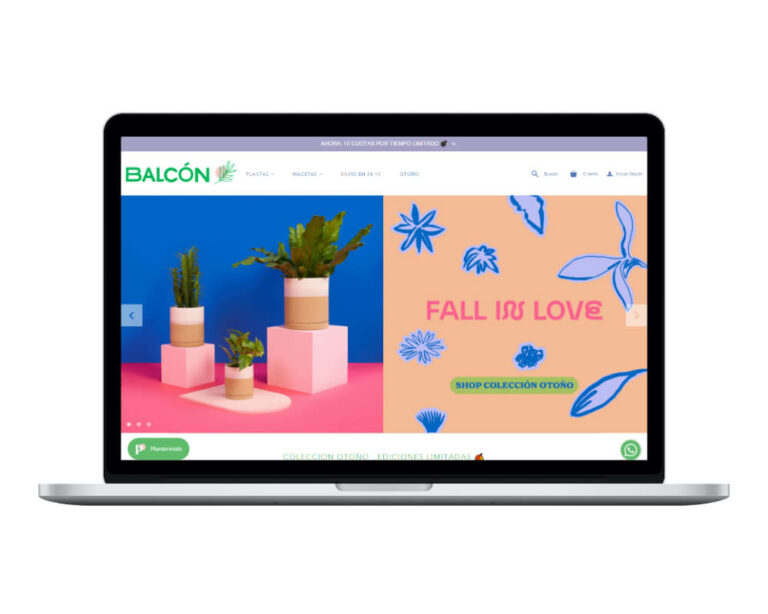 AHORA: 12 CUOTAS POR TIEMPO LIMITADO
BALCÓN
PLANTAS
MACETAS
ENVÍO EN 24 HS
OTOÑO
Buscar
0 items
Iniciar Sesión
FALL IN LOVE
SHOP COLECCIÓN OTOÑO
COLECCION OTOÑO . EDICIONES LIMITADAS